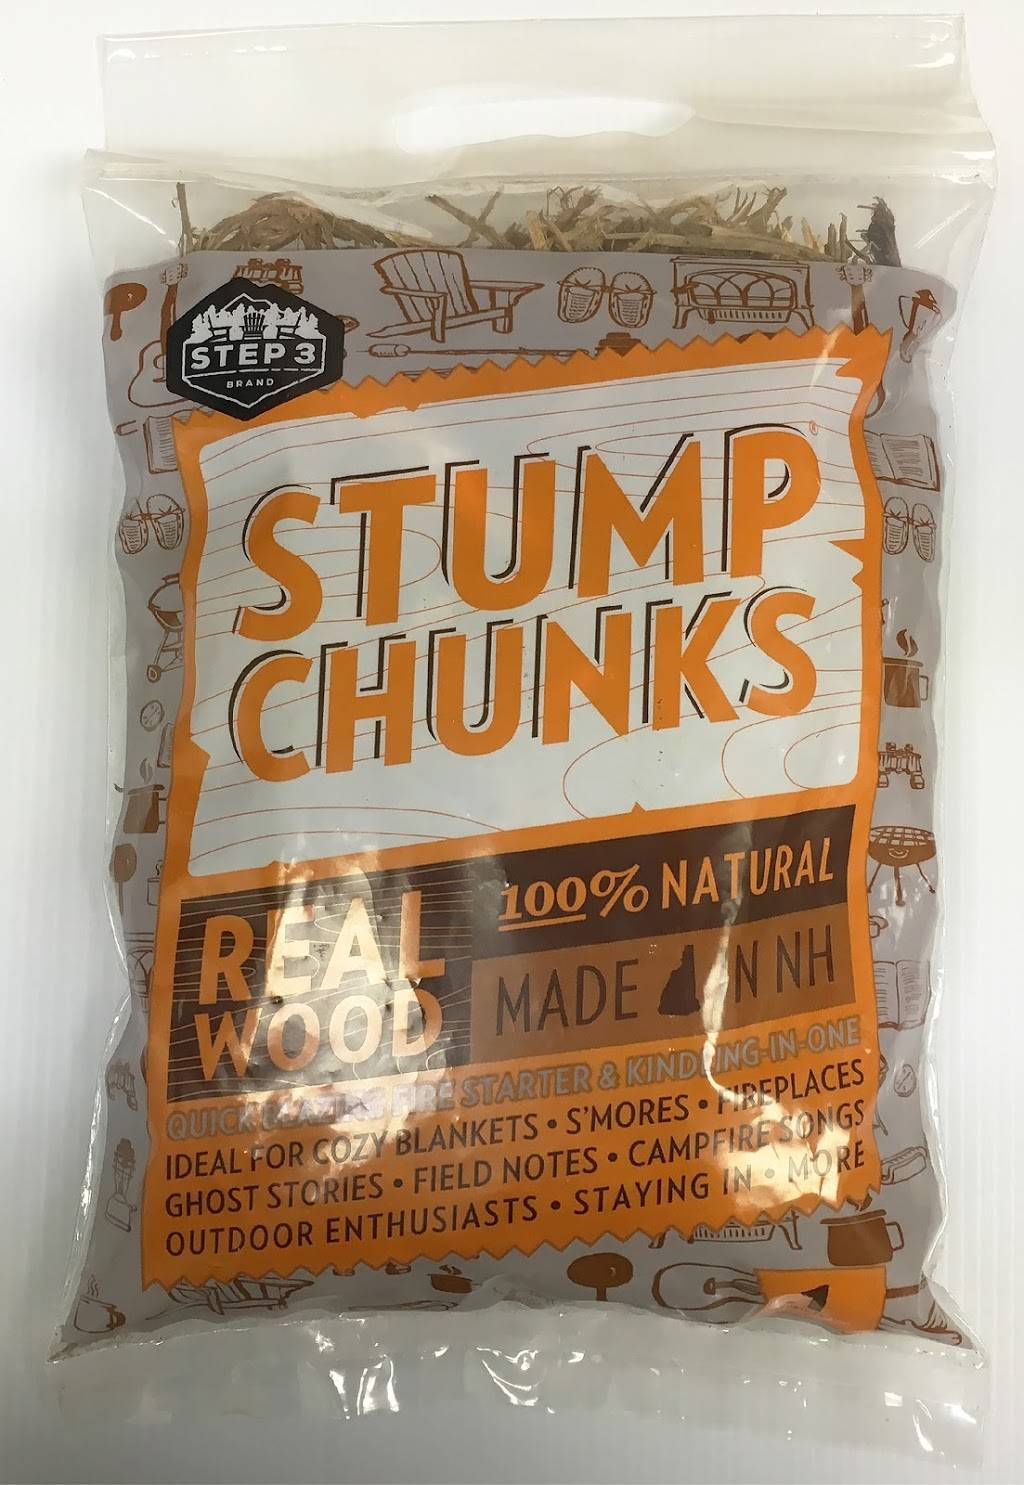 STEP 3
BRAND
STUMP®
CHUNKS
REAL
WOOD
100% NATURAL
MADE IN NH
QUICK BLAZING FIRE STARTER & KINDLING-IN-ONE
IDEAL FOR COZY BLANKETS • S'MORES • FIREPLACES
GHOST STORIES • FIELD NOTES • CAMPFIRE SONGS
OUTDOOR ENTHUSIASTS • STAYING IN • MORE